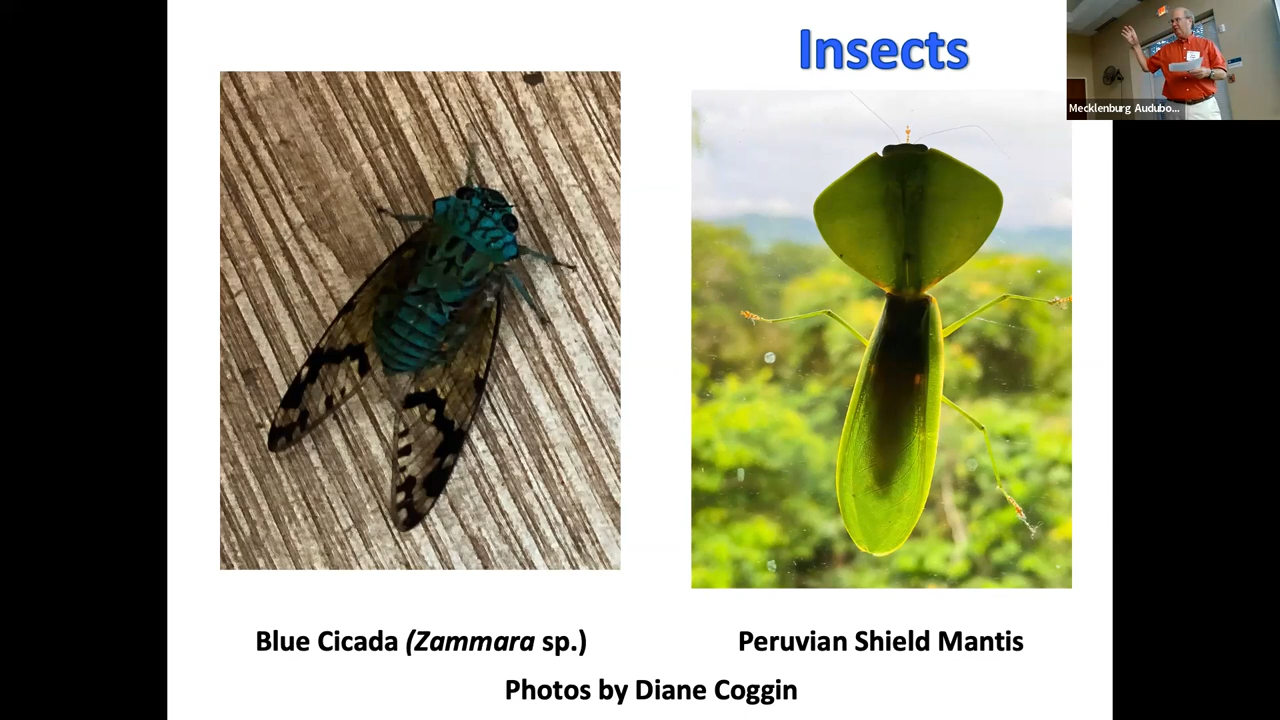 Insects
Mecklenburg Audubo...
Blue Cicada (Zammara sp.)
Peruvian Shield Mantis
Photos by Diane Coggin